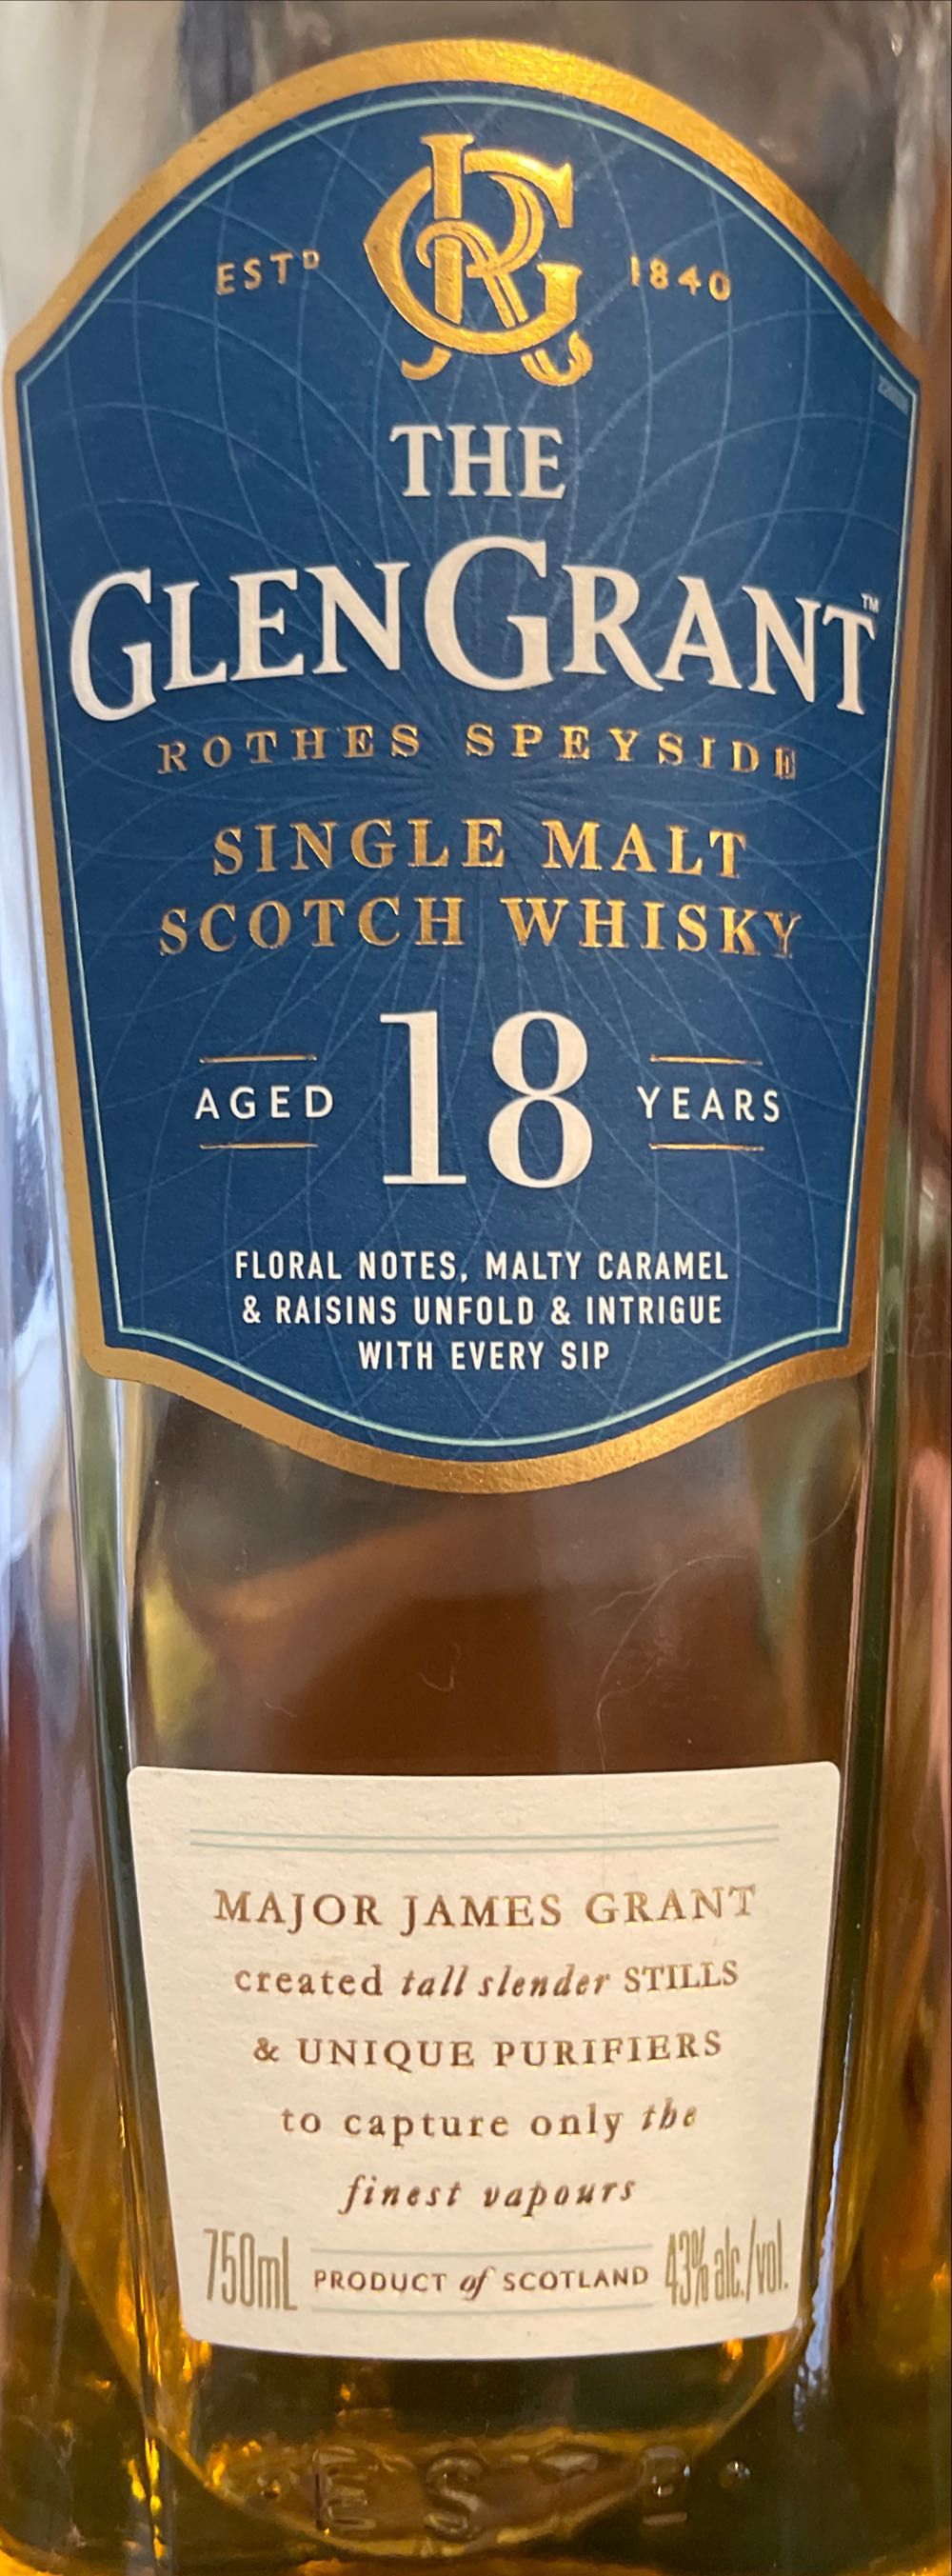 ESTD 1840
THE
GLENGRANT™
ROTHES SPEYSIDE
SINGLE MALT
SCOTCH WHISKY
AGED 18 YEARS
FLORAL NOTES, MALTY CARAMEL
& RAISINS UNFOLD & INTRIGUE
WITH EVERY SIP
MAJOR JAMES GRANT
created tall slender STILLS
& UNIQUE PURIFIERS
to capture only the
finest vapours
750mL PRODUCT of SCOTLAND 43% alc./vol.